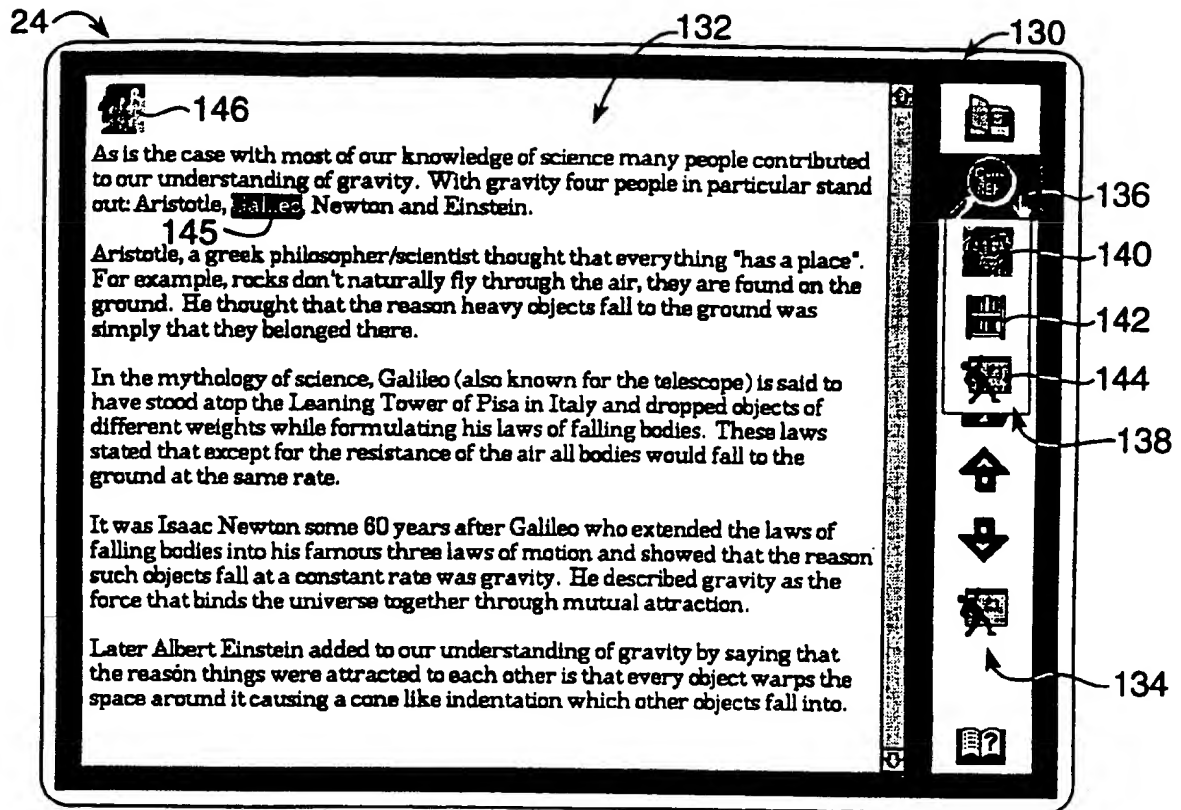 24
132
130
146
As is the case with most of our knowledge of science many people contributed
to our understanding of gravity. With gravity four people in particular stand
out: Aristotle, Galileo, Newton and Einstein.
145
136
Aristotle, a greek philosopher/scientist thought that everything "has a place".
For example, rocks don't naturally fly through the air, they are found on the
ground. He thought that the reason heavy objects fall to the ground was
simply that they belonged there.
140
142
In the mythology of science, Galileo (also known for the telescope) is said to
have stood atop the Leaning Tower of Pisa in Italy and dropped objects of
different weights while formulating his laws of falling bodies. These laws
stated that except for the resistance of the air all bodies would fall to the
ground at the same rate.
144
138
It was Isaac Newton some 60 years after Galileo who extended the laws of
falling bodies into his famous three laws of motion and showed that the reason
such objects fall at a constant rate was gravity. He described gravity as the
force that binds the universe together through mutual attraction.
Later Albert Einstein added to our understanding of gravity by saying that
the reason things were attracted to each other is that every object warps the
space around it causing a cone like indentation which other objects fall into.
134
?